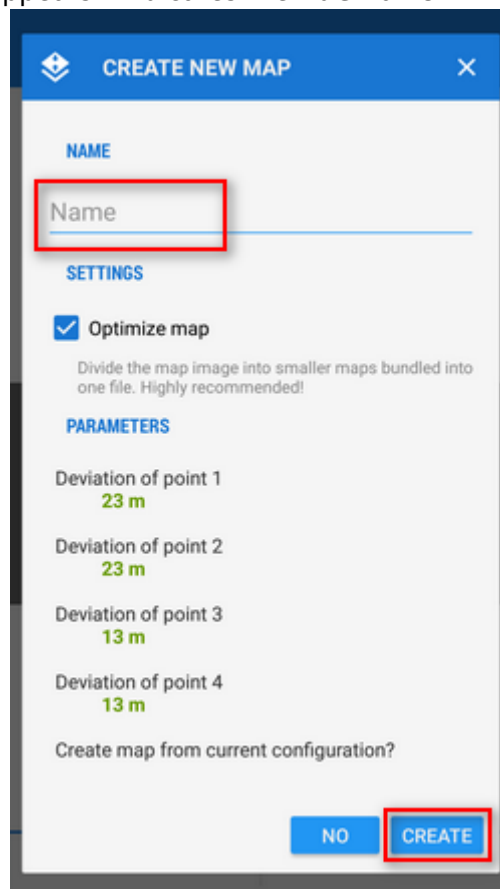 CREATE NEW MAP
NAME
Name
SETTINGS
Optimize map
Divide the map image into smaller maps bundled into
one file. Highly recommended!
PARAMETERS
Deviation of point 1
23 m
Deviation of point 2
23 m
Deviation of point 3
13 m
Deviation of point 4
13 m
Create map from current configuration?
NO CREATE